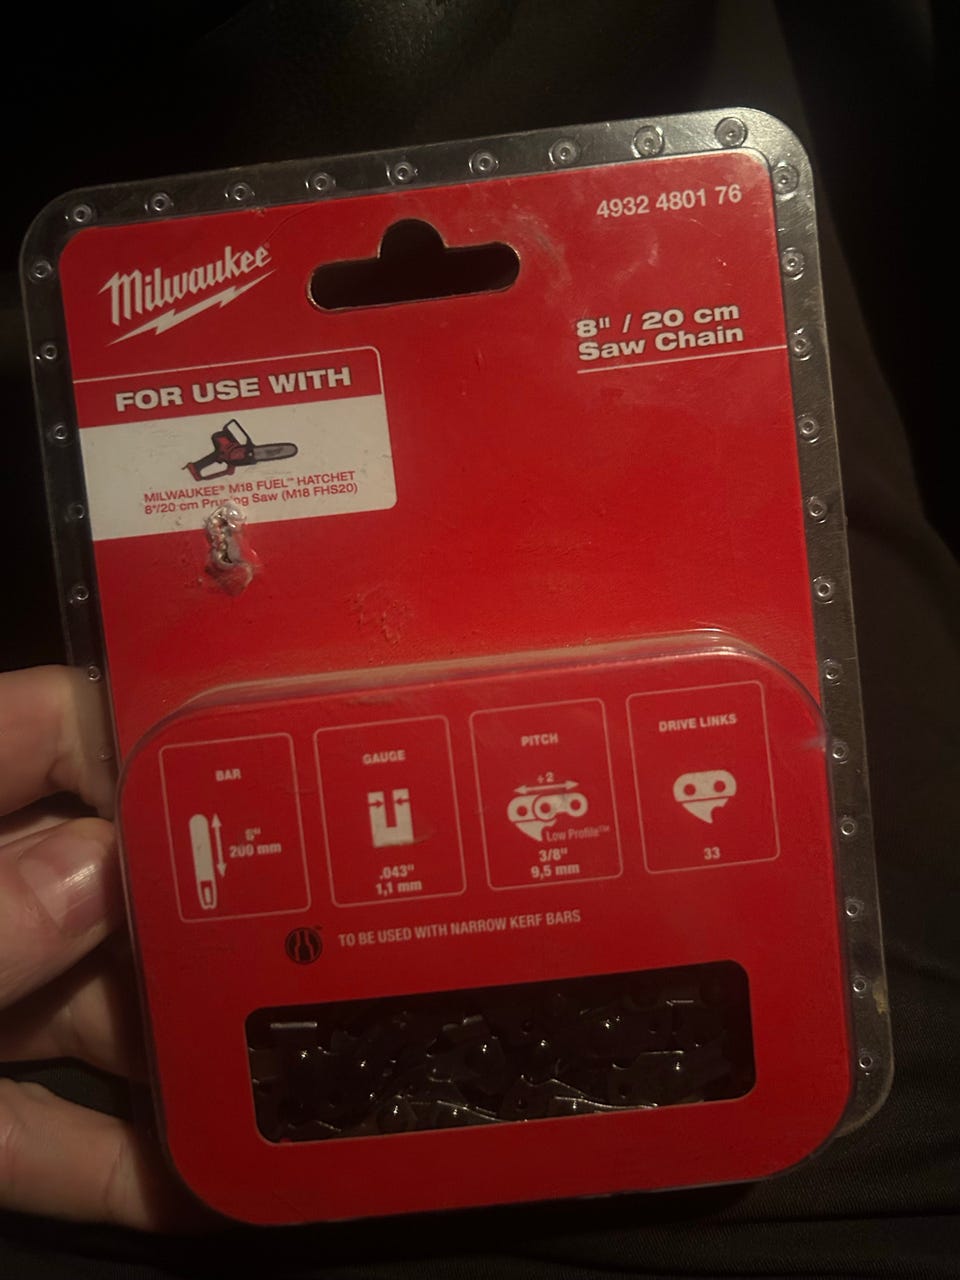 4932 4801 76
Milwaukee®
8" / 20 cm
Saw Chain
FOR USE WITH
MILWAUKEE® M18 FUEL™ HATCHET
8"/20 cm Pruning Saw (M18 FHS20)
BAR
8"
200 mm
GAUGE
.043"
1,1 mm
PITCH
÷2
Low Profile™
3/8"
9,5 mm
DRIVE LINKS
33
TO BE USED WITH NARROW KERF BARS